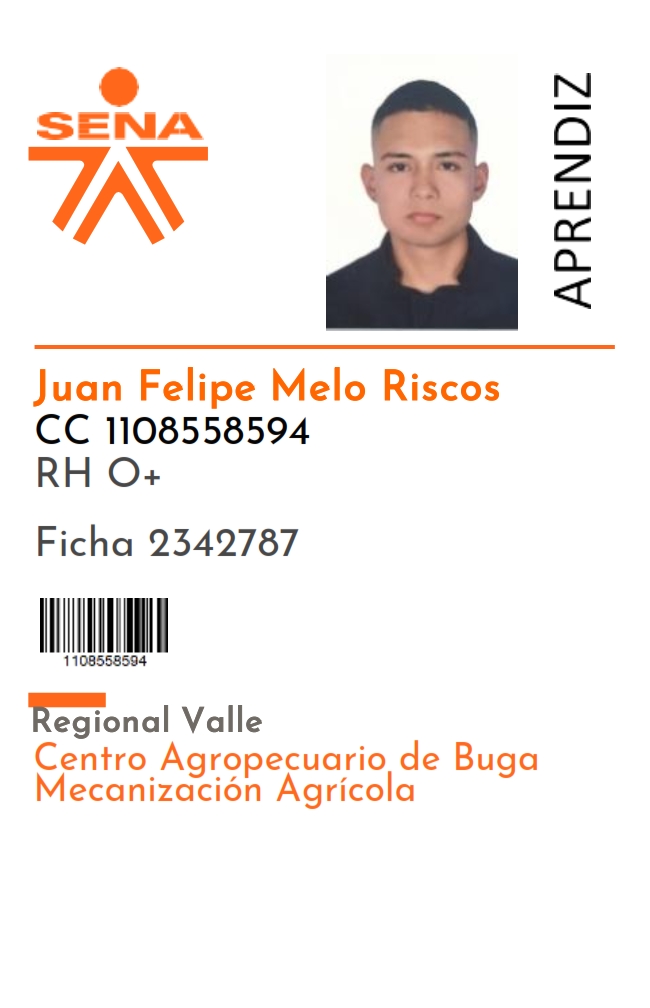 SENA
APRENDIZ
Juan Felipe Melo Riscos
CC 1108558594
RH O+
Ficha 2342787
1108558594
Regional Valle
Centro Agropecuario de Buga
Mecanización Agrícola